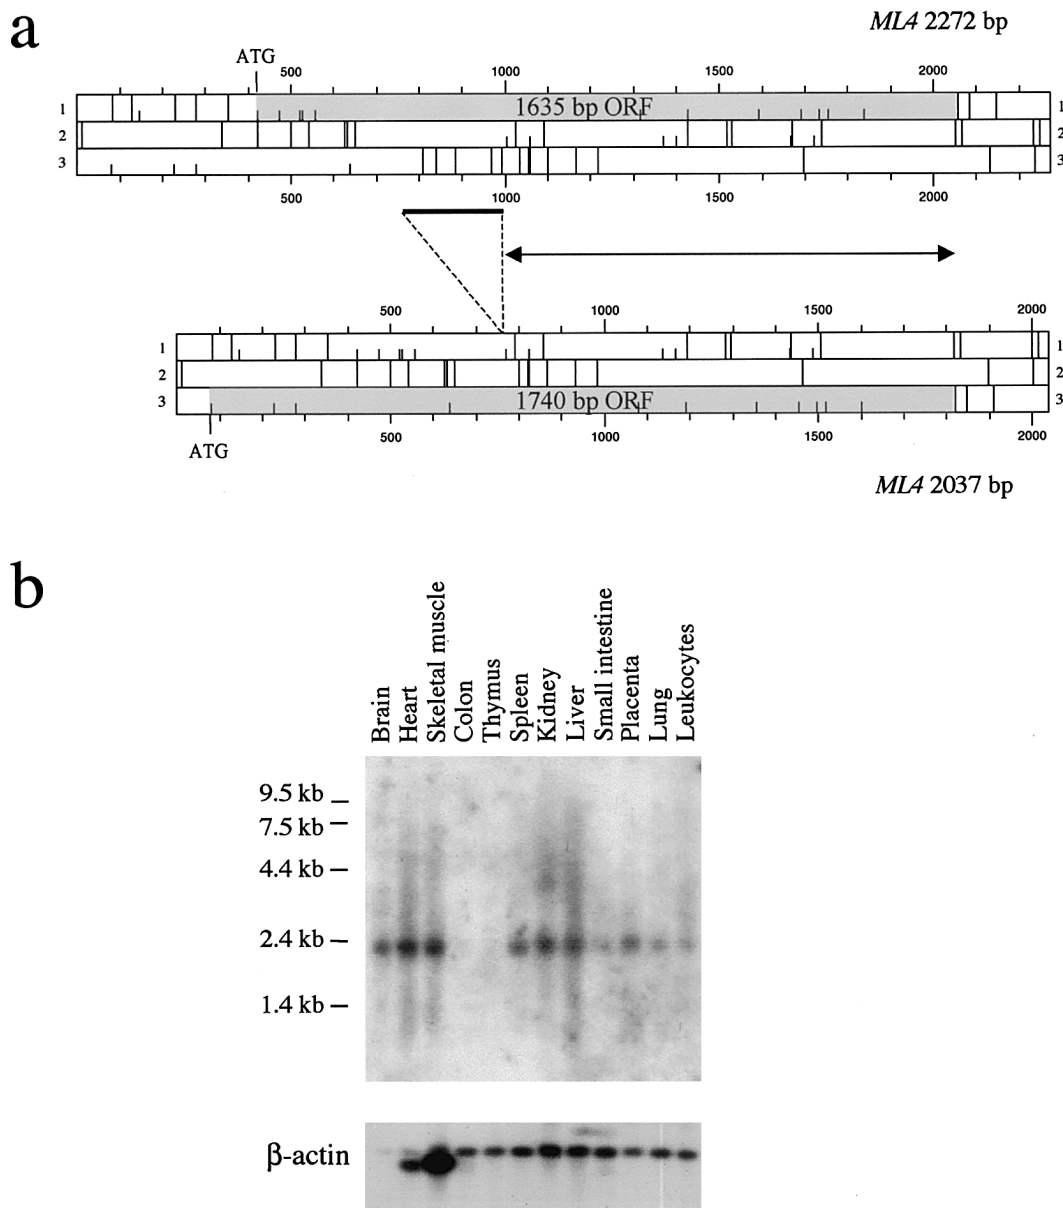 a
ML4 2272 bp
ATG
500 1000 1500 2000
1 1635 bp ORF 1
2 2
3 3
500 1000 1500 2000
500 1000 1500 2000
1 1
2 2
3 1740 bp ORF 3
500 1000 1500 2000
ATG
ML4 2037 bp
b
Brain
Heart
Skeletal muscle
Colon
Thymus
Spleen
Kidney
Liver
Small intestine
Placenta
Lung
Leukocytes
9.5 kb
7.5 kb
4.4 kb
2.4 kb
1.4 kb
β-actin